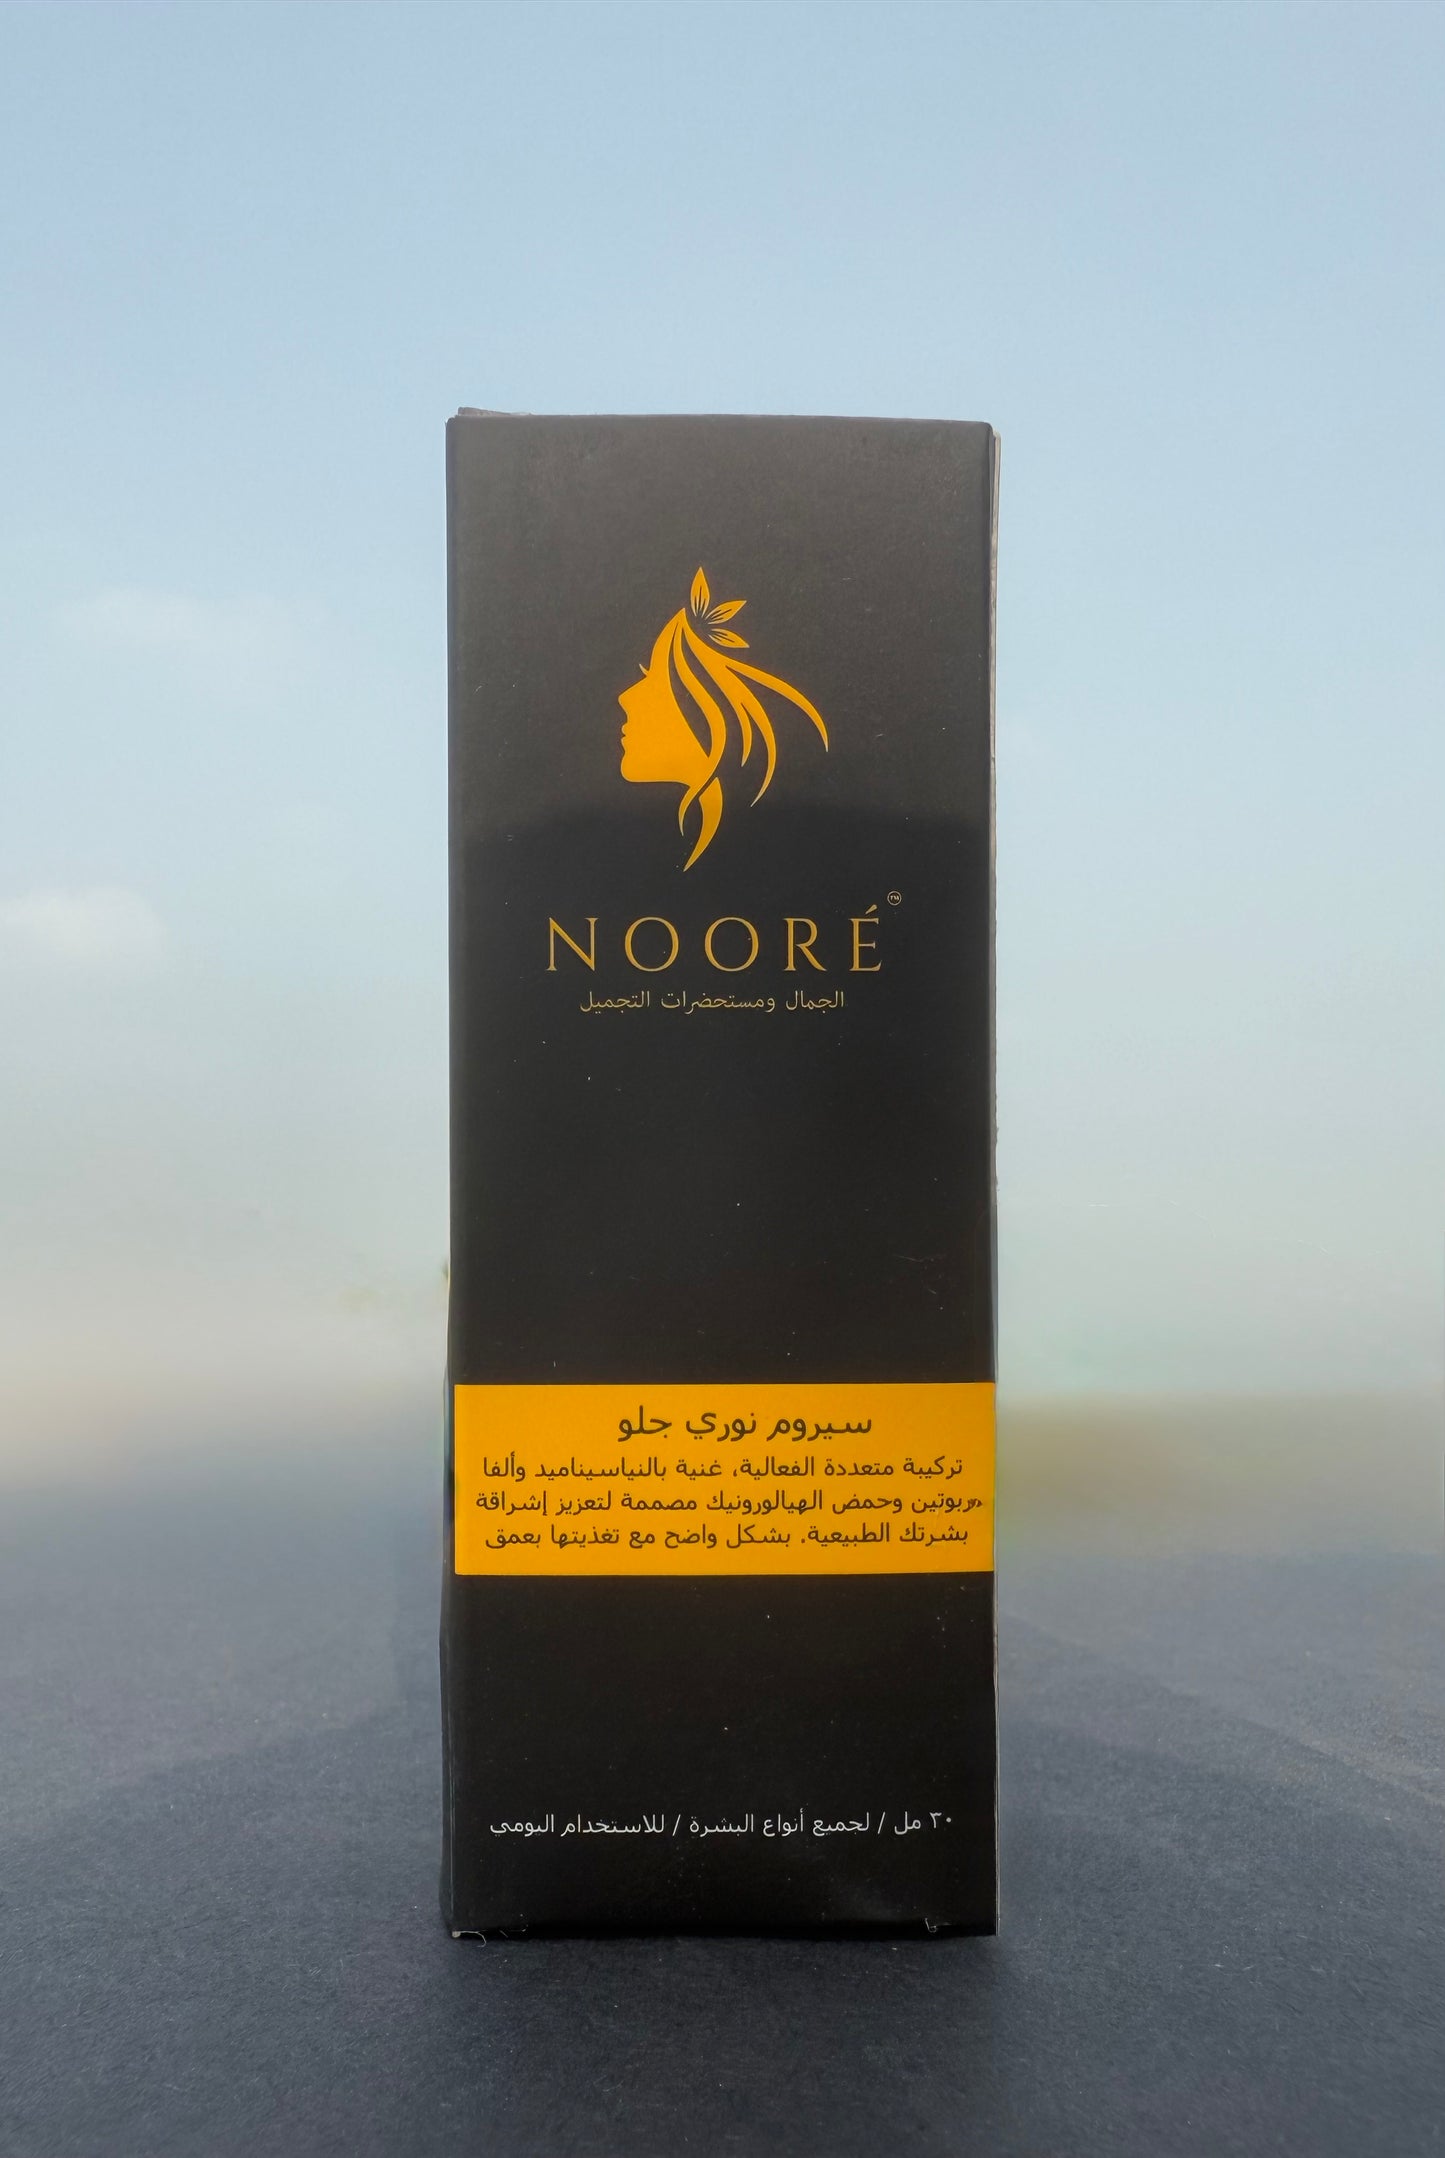 NOORÉ
الجمال ومستحضرات التجميل
سيروم نوري جلو
تركيبة متعددة الفعالية، غنية بالنياسيناميد وألفا
وحمض الهيالورونيك مصممة لتعزيز إشراقة
بشرتك الطبيعية. بشكل واضح مع تغذيتها بعمق
٣٠ مل / لجميع أنواع البشرة / للاستخدام اليومي